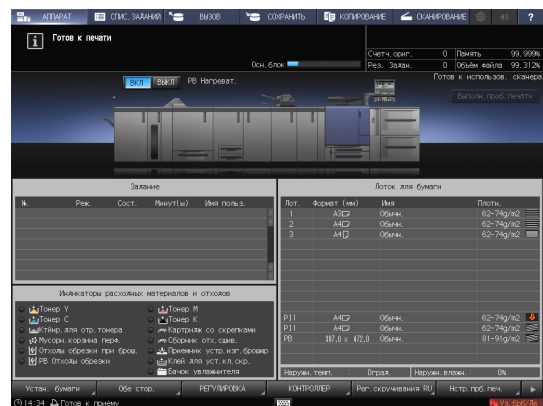 АППАРАТ СПИС. ЗАДАНИЙ ВЫЗОВ СОХРАНИТЬ КОПИРОВАНИЕ СКАНИРОВАНИЕ ?
Готов к печати
Осн. блок
Счетч. ориг. 0 Память 99.999%
Рез. Задан. 0 Объём файла 99.312%
ВКЛ ВЫКЛ PB Нагреват.
Готов к использов. сканера
Выполн. проб. печати
Задание
№. Реж. Сост. Минут(ы) Имя польз.
Лоток для бумаги
Лот. Формат (мм) Имя Плотн.
1 A3 Обычн. 62-74g/m2
2 A4 Обычн. 62-74g/m2
3 A4 Обычн. 62-74g/m2
PI1 A4 Обычн. 62-74g/m2
PI1 A4 Обычн. 62-74g/m2
PB 307.0 x 472.0 Обычн. 81-91g/m2
Индикаторы расходных материалов и отходов
Тонер Y Тонер M
Тонер C Тонер K
Ктйнр. для отр. тонера Картридж со скрепками
Мусорн. корзина перф. Сборник отх. сшив.
Отходы обрезки при брош. Приемник устр. изг. брошюр
PB Отходы обрезки Клей для уст. кл. скр.
Бачок увлажнителя
Наружн. темп. Отраб. Наружн. влажн. : 0%
Устан. бумаги Обе стор. РЕГУЛИРОВКА КОНТРОЛЛЕР Рег. скручивания RU Нстр. прб. печ.
14:34 Готов к приему